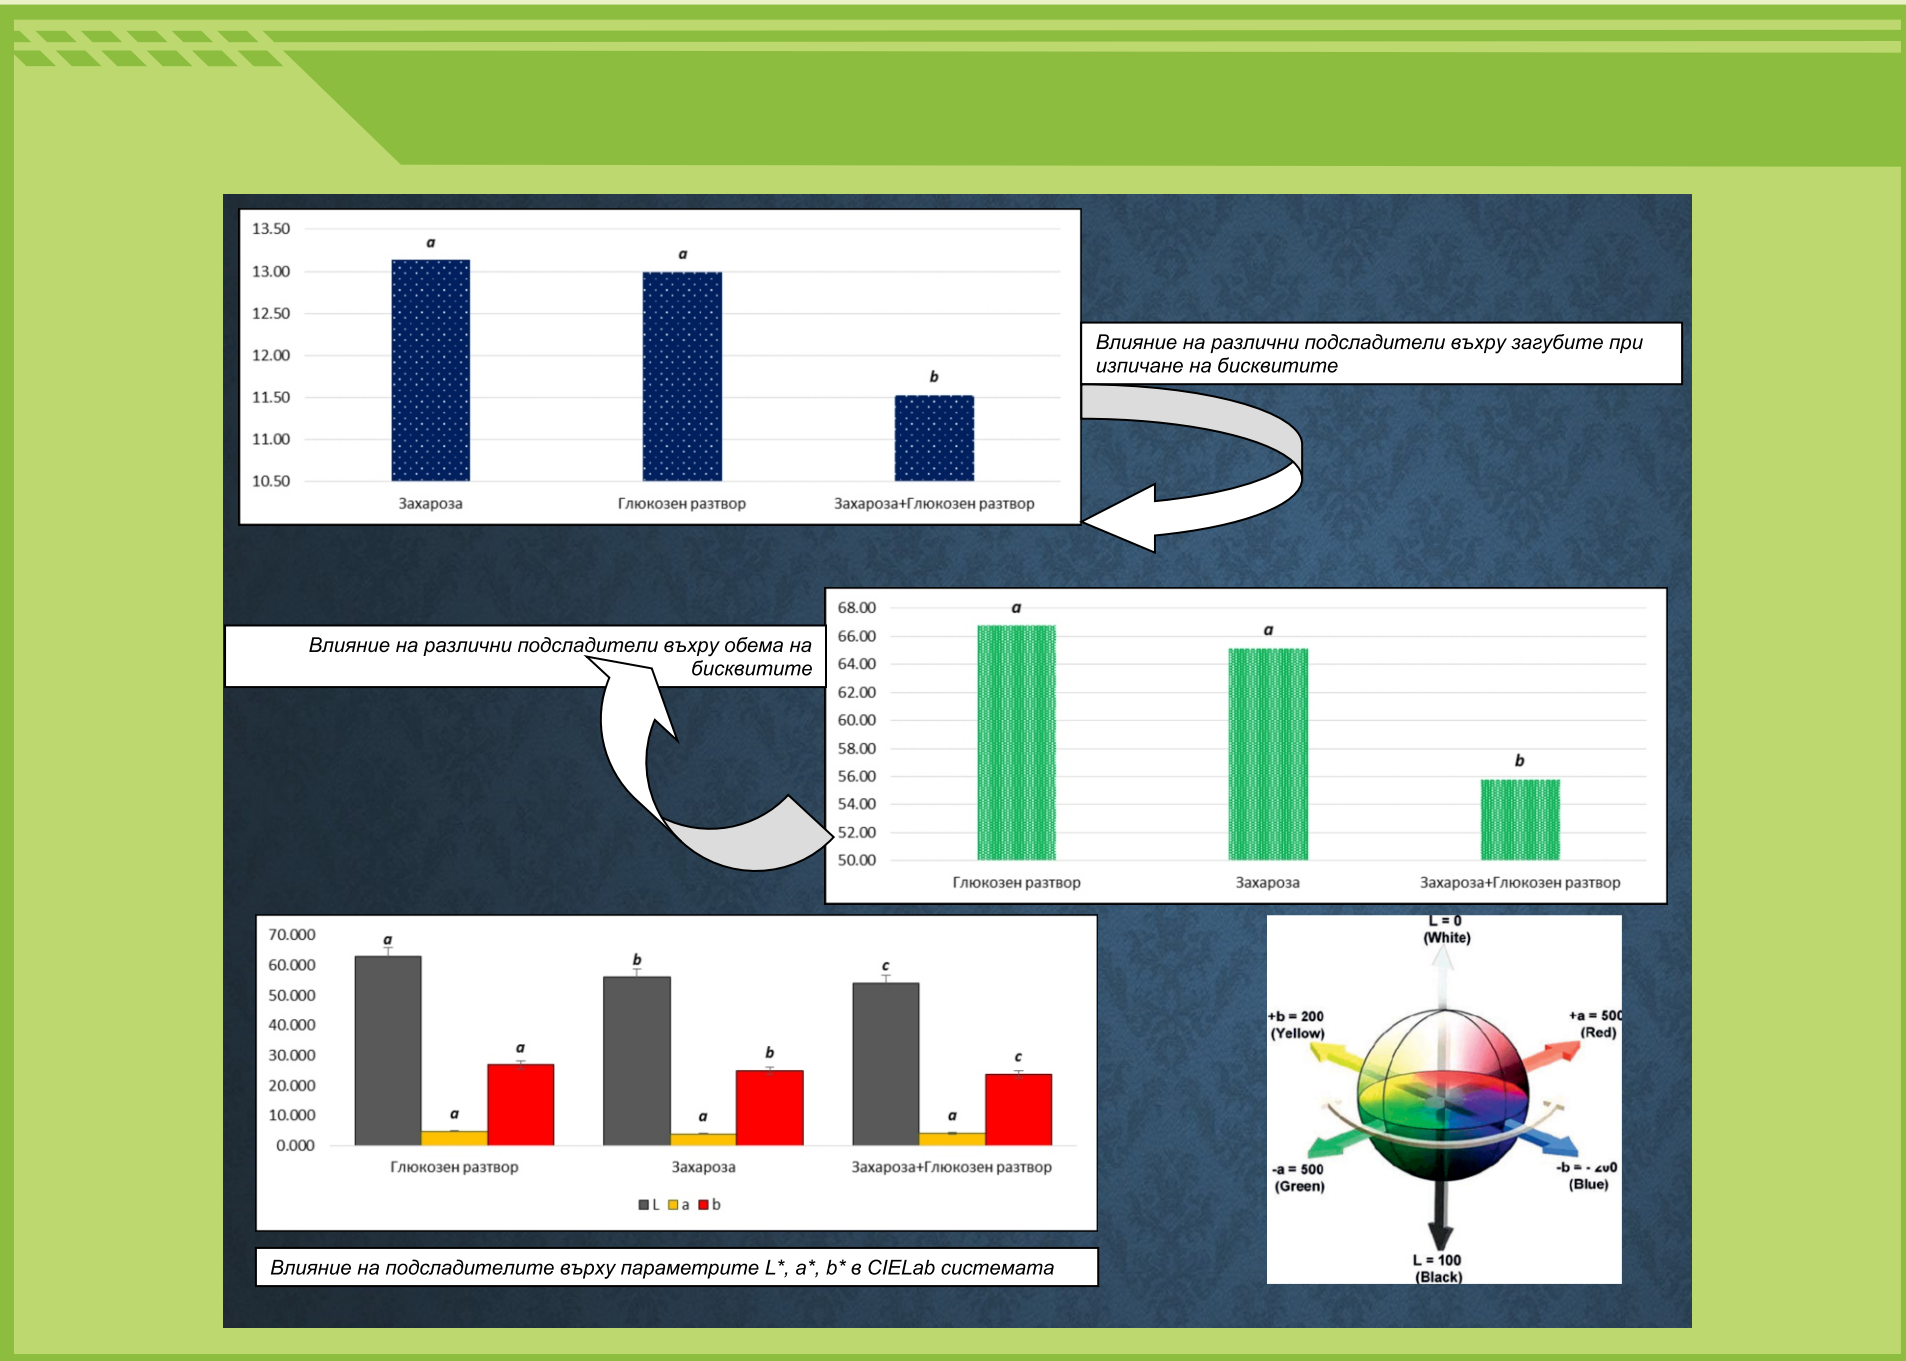 13.50
13.00
12.50
12.00
11.50
11.00
10.50
a
a
b
Захароза
Глюкозен разтвор
Захароза+Глюкозен разтвор
Влияние на различни подсладители въхру загубите при
изпичане на бисквитите
Влияние на различни подсладители въхру обема на
бисквитите
68.00
66.00
64.00
62.00
60.00
58.00
56.00
54.00
52.00
50.00
a
a
b
Глюкозен разтвор
Захароза
Захароза+Глюкозен разтвор
70.000
60.000
50.000
40.000
30.000
20.000
10.000
0.000
a
a
a
b
a
b
c
a
c
Глюкозен разтвор
Захароза
Захароза+Глюкозен разтвор
L a b
Влияние на подсладителите върху параметрите L*, a*, b* в CIELab системата
L = 0
(White)
+b = 200
(Yellow)
+a = 500
(Red)
-a = 500
(Green)
-b = - 200
(Blue)
L = 100
(Black)